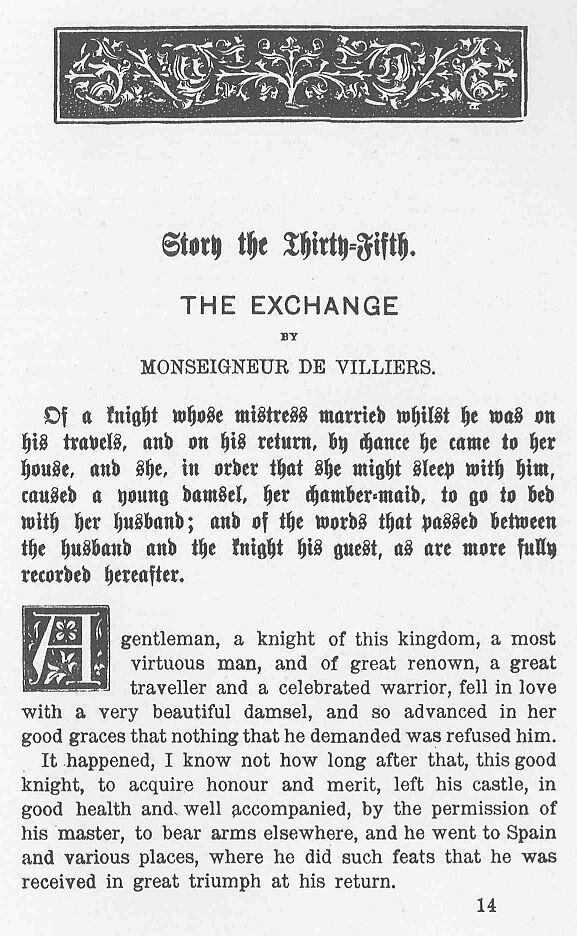 Story the Thirty-Fifth.
THE EXCHANGE
BY
MONSEIGNEUR DE VILLIERS.
Of a knight whose mistress married whilst he was on
his travels, and on his return, by chance he came to her
house, and she, in order that she might sleep with him,
caused a young damsel, her chamber-maid, to go to bed
with her husband; and of the words that passed between
the husband and the knight his guest, as are more fully
recorded hereafter.
A gentleman, a knight of this kingdom, a most
virtuous man, and of great renown, a great
traveller and a celebrated warrior, fell in love
with a very beautiful damsel, and so advanced in her
good graces that nothing that he demanded was refused him.
It happened, I know not how long after that, this good
knight, to acquire honour and merit, left his castle, in
good health and well accompanied, by the permission of
his master, to bear arms elsewhere, and he went to Spain
and various places, where he did such feats that he was
received in great triumph at his return.
14